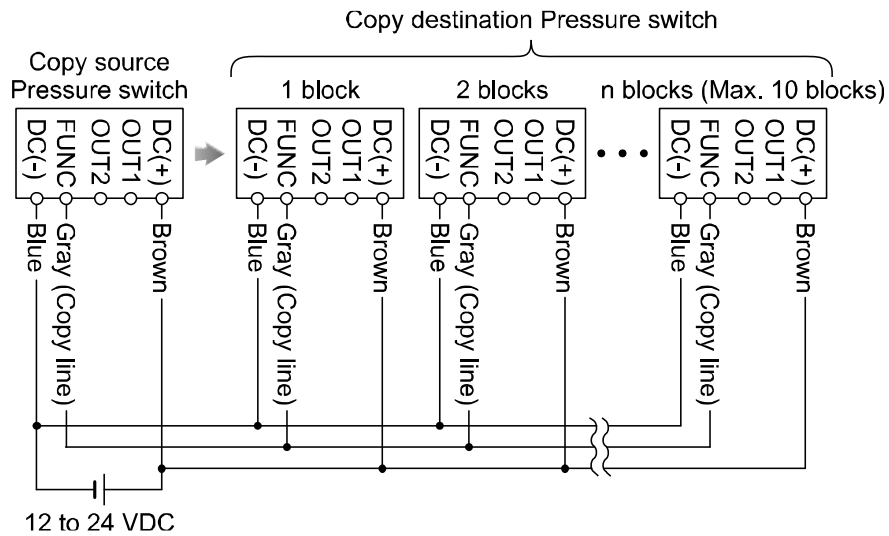 Copy destination Pressure switch
Copy source
Pressure switch
1 block
2 blocks
n blocks (Max. 10 blocks)
DC(-)
FUNC
OUT2
OUT1
DC(+)
DC(-)
FUNC
OUT2
OUT1
DC(+)
DC(-)
FUNC
OUT2
OUT1
DC(+)
DC(-)
FUNC
OUT2
OUT1
DC(+)
Blue
Gray (Copy line)
Brown
Blue
Gray (Copy line)
Brown
Blue
Gray (Copy line)
Brown
Blue
Gray (Copy line)
Brown
12 to 24 VDC